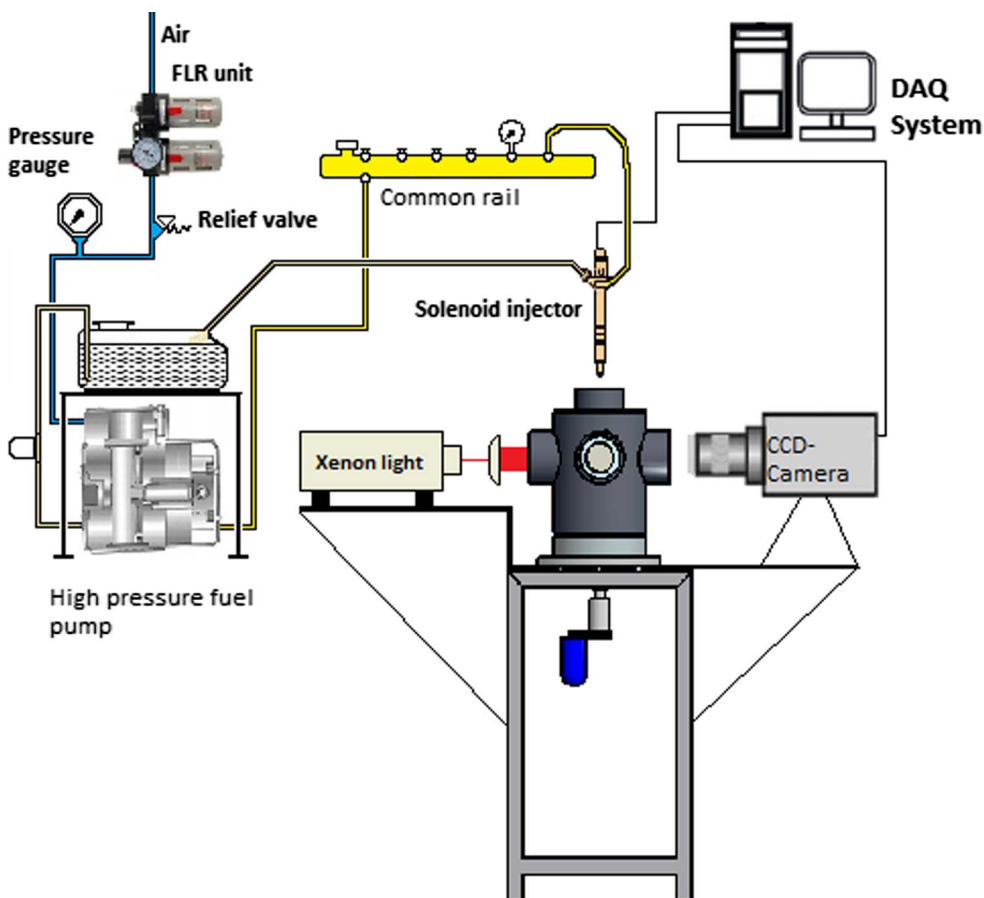 Air
FLR unit
Pressure
gauge
Relief valve
Common rail
DAQ
System
Solenoid injector
Xenon light
CCD-
Camera
High pressure fuel
pump